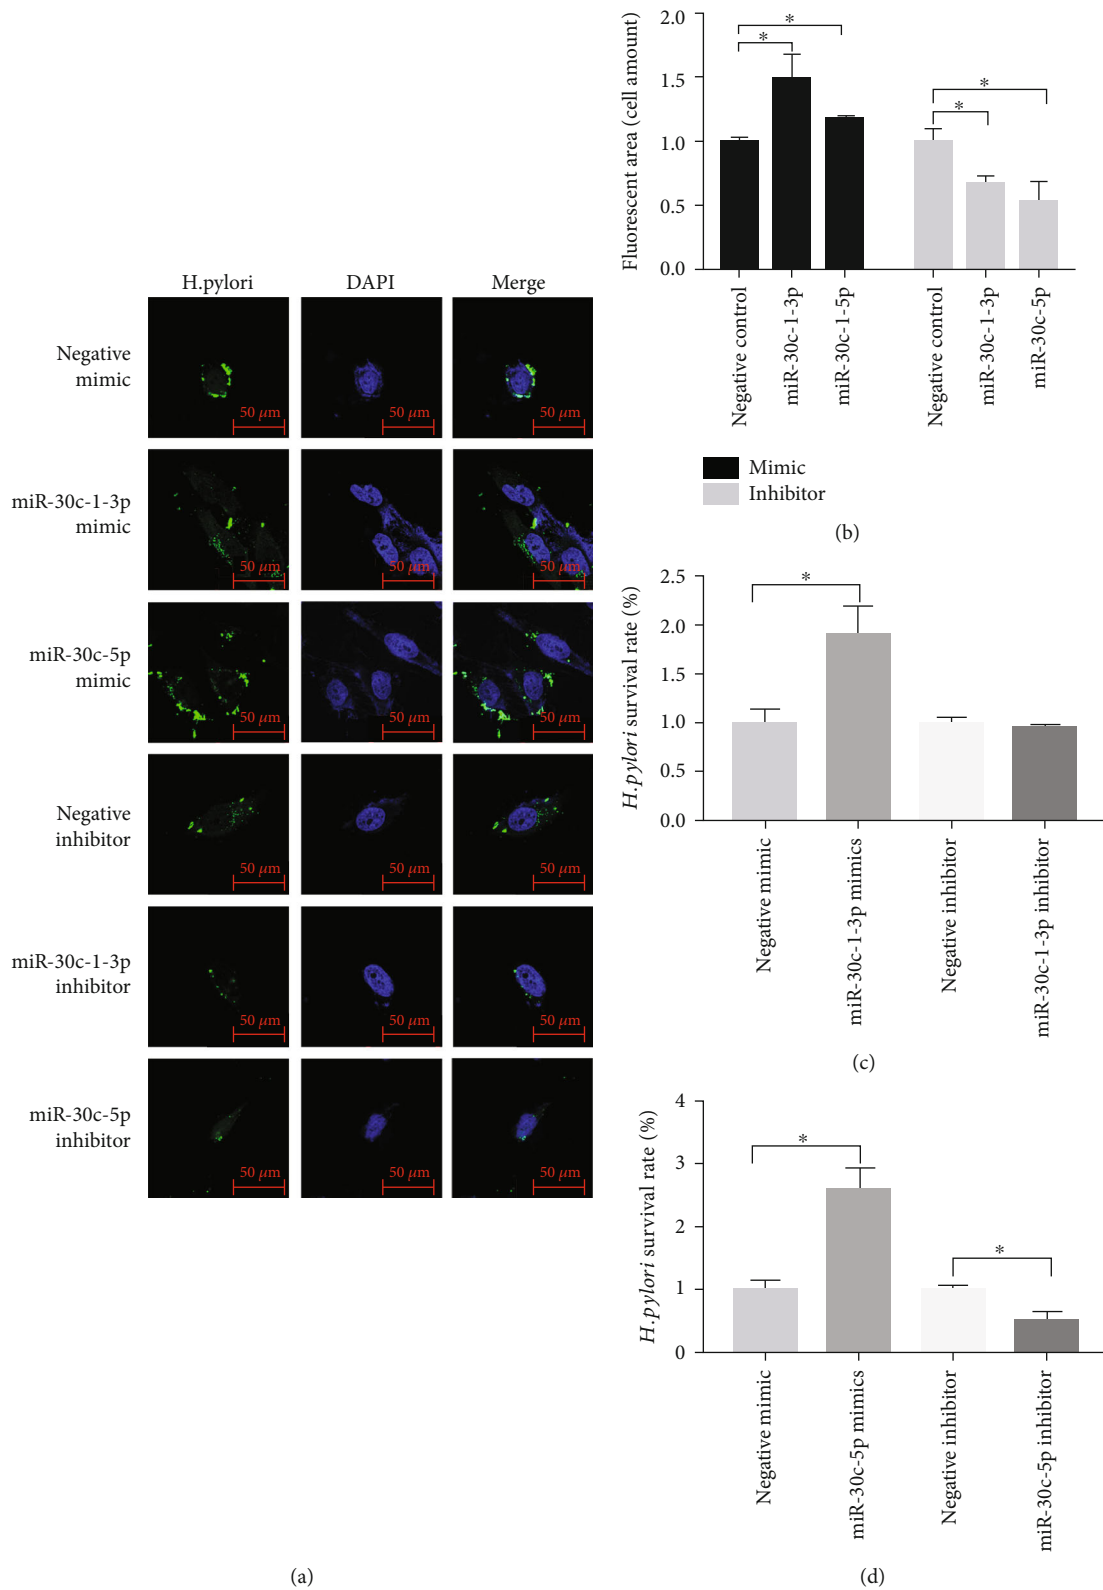 H.pylori
DAPI
Merge
Negative
mimic
50 μm
50 μm
50 μm
miR-30c-1-3p
mimic
50 μm
50 μm
50 μm
miR-30c-5p
mimic
50 μm
50 μm
50 μm
Negative
inhibitor
50 μm
50 μm
50 μm
miR-30c-1-3p
inhibitor
50 μm
50 μm
50 μm
miR-30c-5p
inhibitor
50 μm
50 μm
50 μm
(a)
Fluorescent area (cell amount)
2.0
1.5
1.0
0.5
0.0
*
*
*
*
Negative control
miR-30c-1-3p
miR-30c-1-5p
Negative control
miR-30c-1-3p
miR-30c-5p
Mimic
Inhibitor
(b)
H.pylori survival rate (%)
2.5
2.0
1.5
1.0
0.5
0.0
*
Negative mimic
miR-30c-1-3p mimics
Negative inhibitor
miR-30c-1-3p inhibitor
(c)
H.pylori survival rate (%)
4
3
2
1
0
*
*
Negative mimic
miR-30c-5p mimics
Negative inhibitor
miR-30c-5p inhibitor
(d)